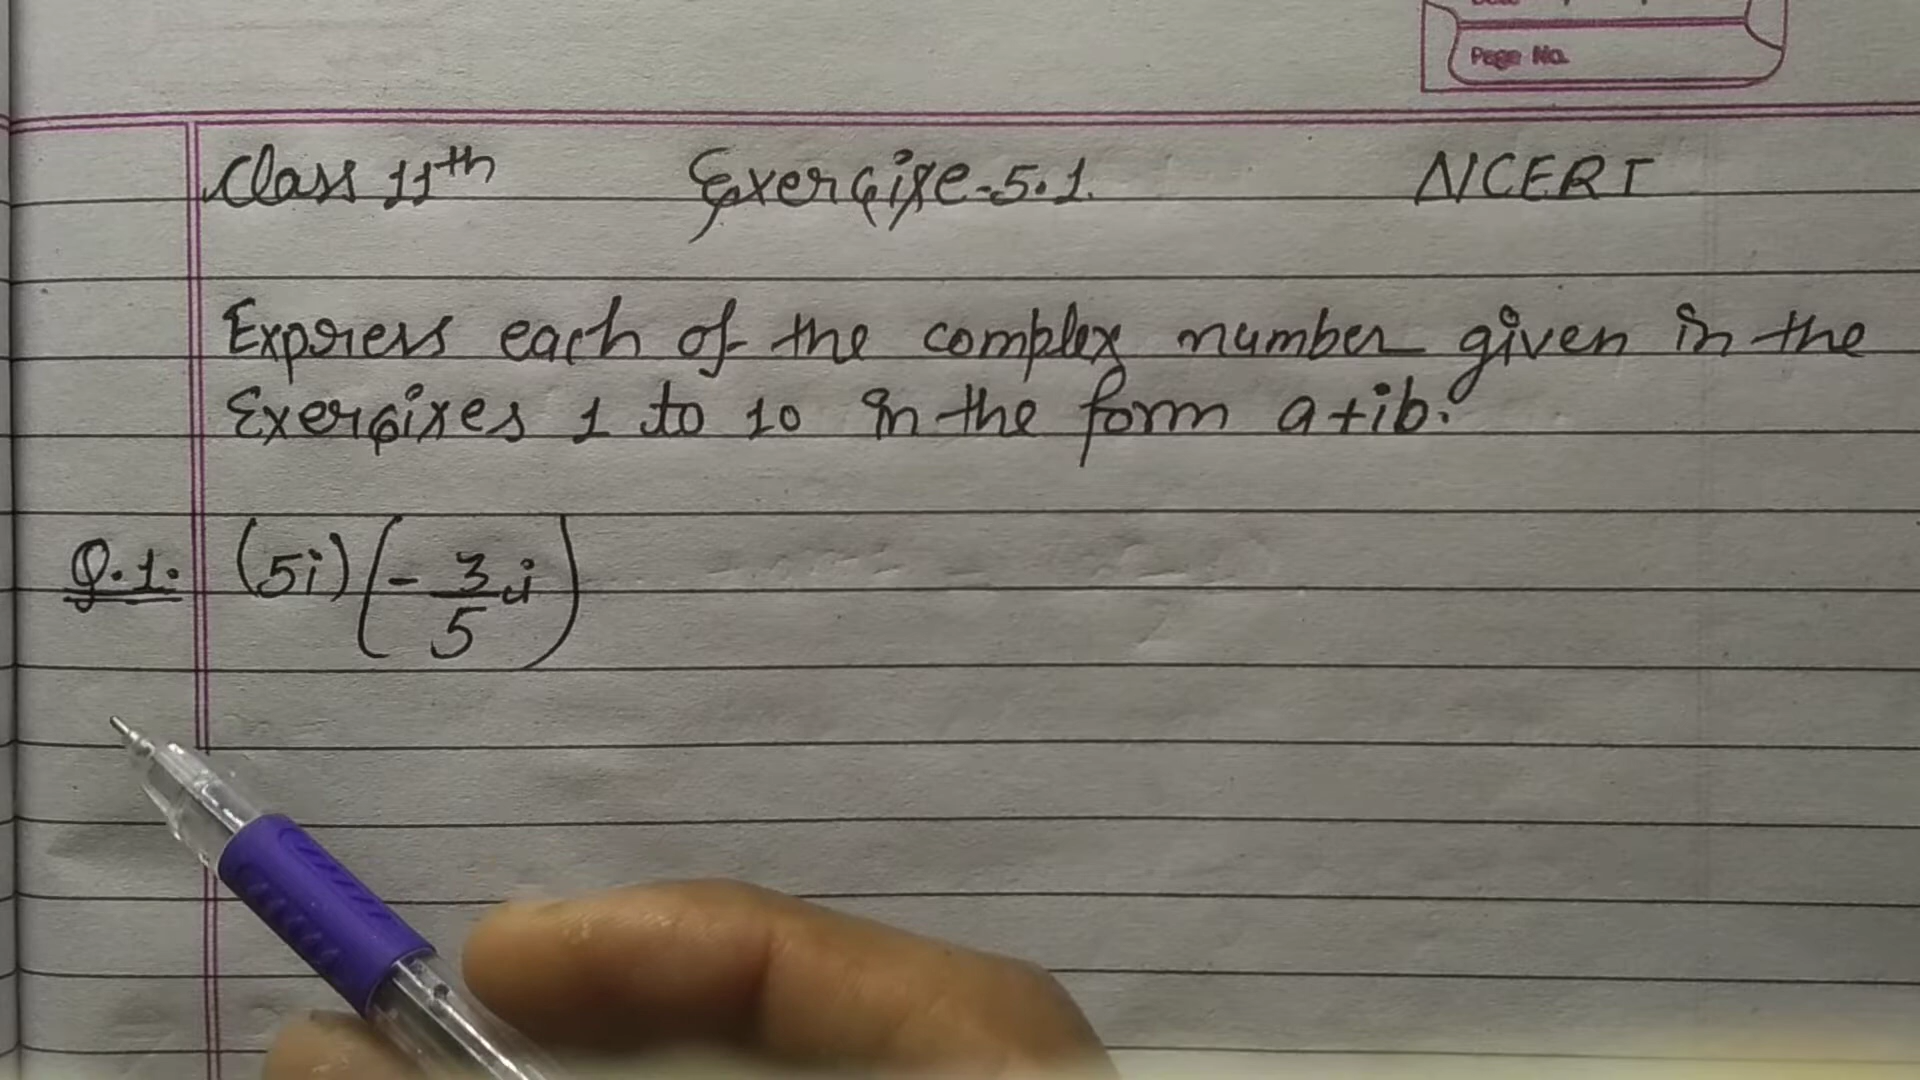 Page No.
Class 11th Exercise-5.1. NCERT
Express each of the complex number given in the
Exercises 1 to 10 in the form a+ib.
Q.1. (5i)(-3/5 i)